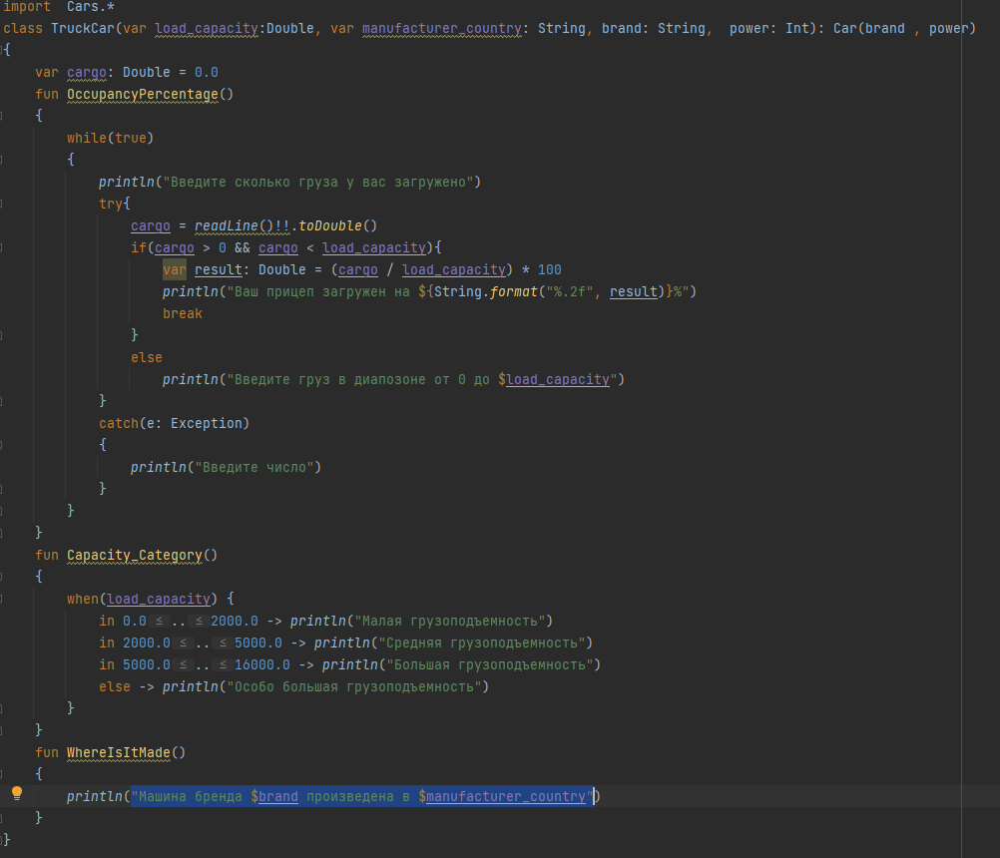 import  Cars.*
class TruckCar(var load_capacity:Double, var manufacturer_country: String, brand: String,  power: Int): Car(brand , power)
{
    var cargo: Double = 0.0
    fun OccupancyPercentage()
    {
        while(true)
        {
            println("Введите сколько груза у вас загружено")
            try{
                cargo = readLine()!!.toDouble()
                if(cargo > 0 && cargo < load_capacity){
                    var result: Double = (cargo / load_capacity) * 100
                    println("Ваш прицеп загружен на ${String.format("%.2f", result)}%")
                    break
                }
                else
                    println("Введите груз в диапозоне от 0 до $load_capacity")
            }
            catch(e: Exception)
            {
                println("Введите число")
            }
        }
    }
    fun Capacity_Category()
    {
        when(load_capacity) {
            in 0.0 ≤ .. ≤ 2000.0 -> println("Малая грузоподъемность")
            in 2000.0 ≤ .. ≤ 5000.0 -> println("Средняя грузоподъемность")
            in 5000.0 ≤ .. ≤ 16000.0 -> println("Большая грузоподъемность")
            else -> println("Особо большая грузоподъемность")
        }
    }
    fun WhereIsItMade()
    {
        println("Машина бренда $brand произведена в $manufacturer_country")
    }
}